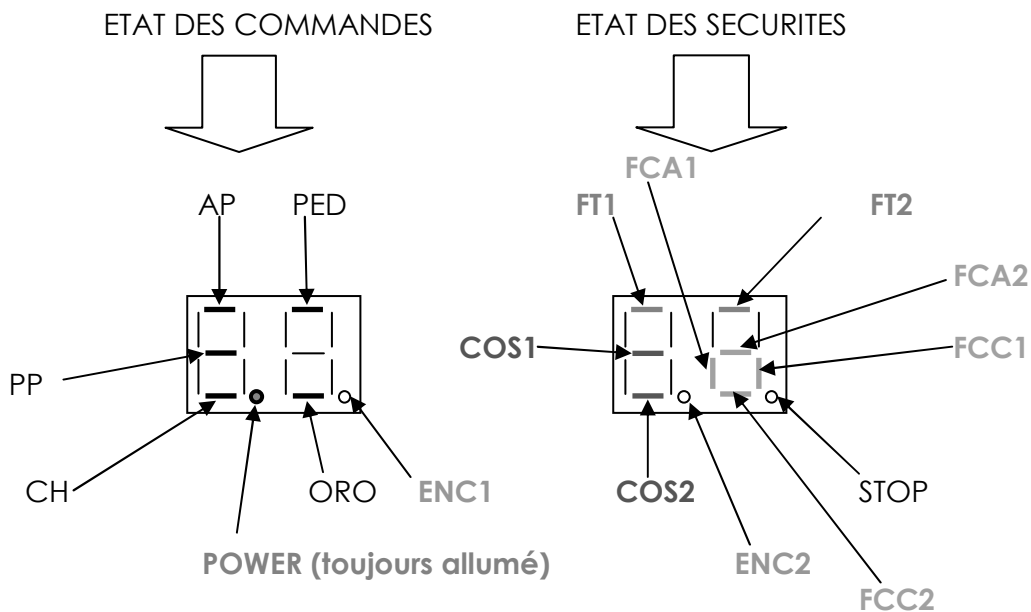 ETAT DES COMMANDES
ETAT DES SECURITES
FCA1
AP
PED
FT1
FT2
FCA2
COS1
FCC1
PP
CH
ORO
ENC1
COS2
STOP
POWER (toujours allumé)
ENC2
FCC2